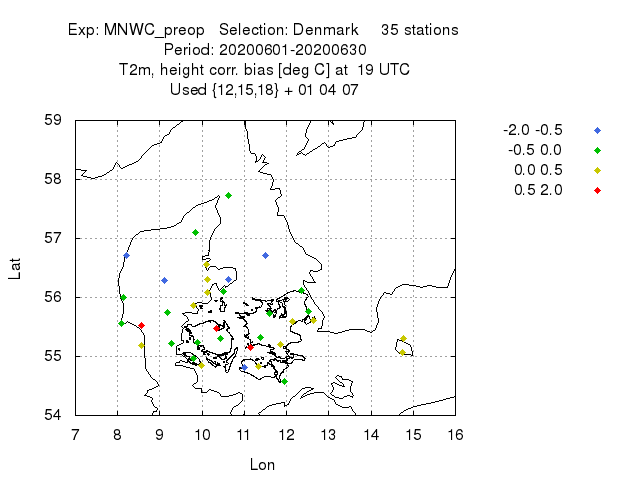 Exp: MNWC_preop   Selection: Denmark     35 stations
Period: 20200601-20200630
T2m, height corr. bias [deg C] at  19 UTC
Used {12,15,18} + 01 04 07
-2.0 -0.5
-0.5 0.0
0.0 0.5
0.5 2.0
59
58
57
56
55
54
Lat
7 8 9 10 11 12 13 14 15 16
Lon